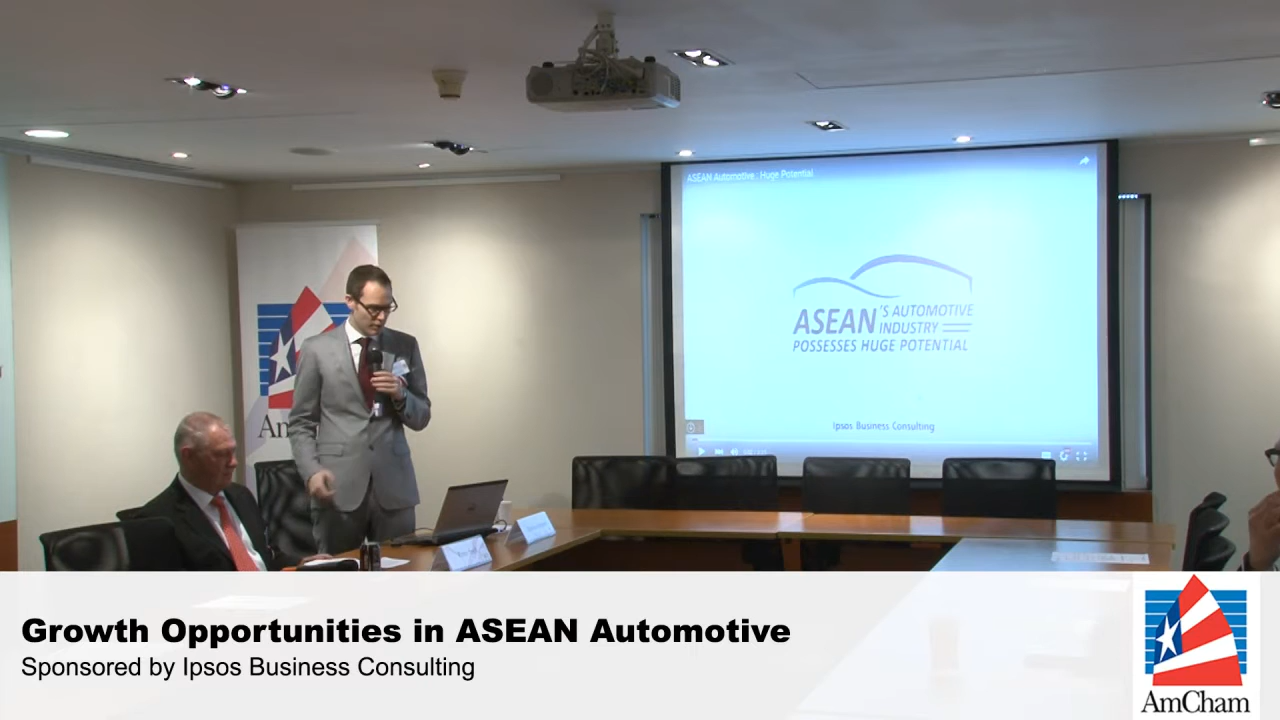 ASEAN Automotive : Huge Potential
ASEAN'S AUTOMOTIVE
INDUSTRY
POSSESSES HUGE POTENTIAL
Ipsos Business Consulting
Am
Growth Opportunities in ASEAN Automotive
Sponsored by Ipsos Business Consulting
AmCham